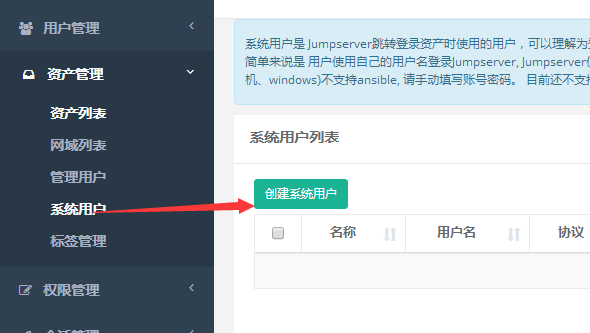 用户管理
资产管理
资产列表
网域列表
管理用户
系统用户
标签管理
权限管理
系统用户是 Jumpserver跳转登录资产时使用的用户，可以理解为
简单来说是 用户使用自己的用户名登录Jumpserver, Jumpserver
机、windows)不支持ansible, 请手动填写账号密码。 目前还不支
系统用户列表
创建系统用户
名称
用户名
协议